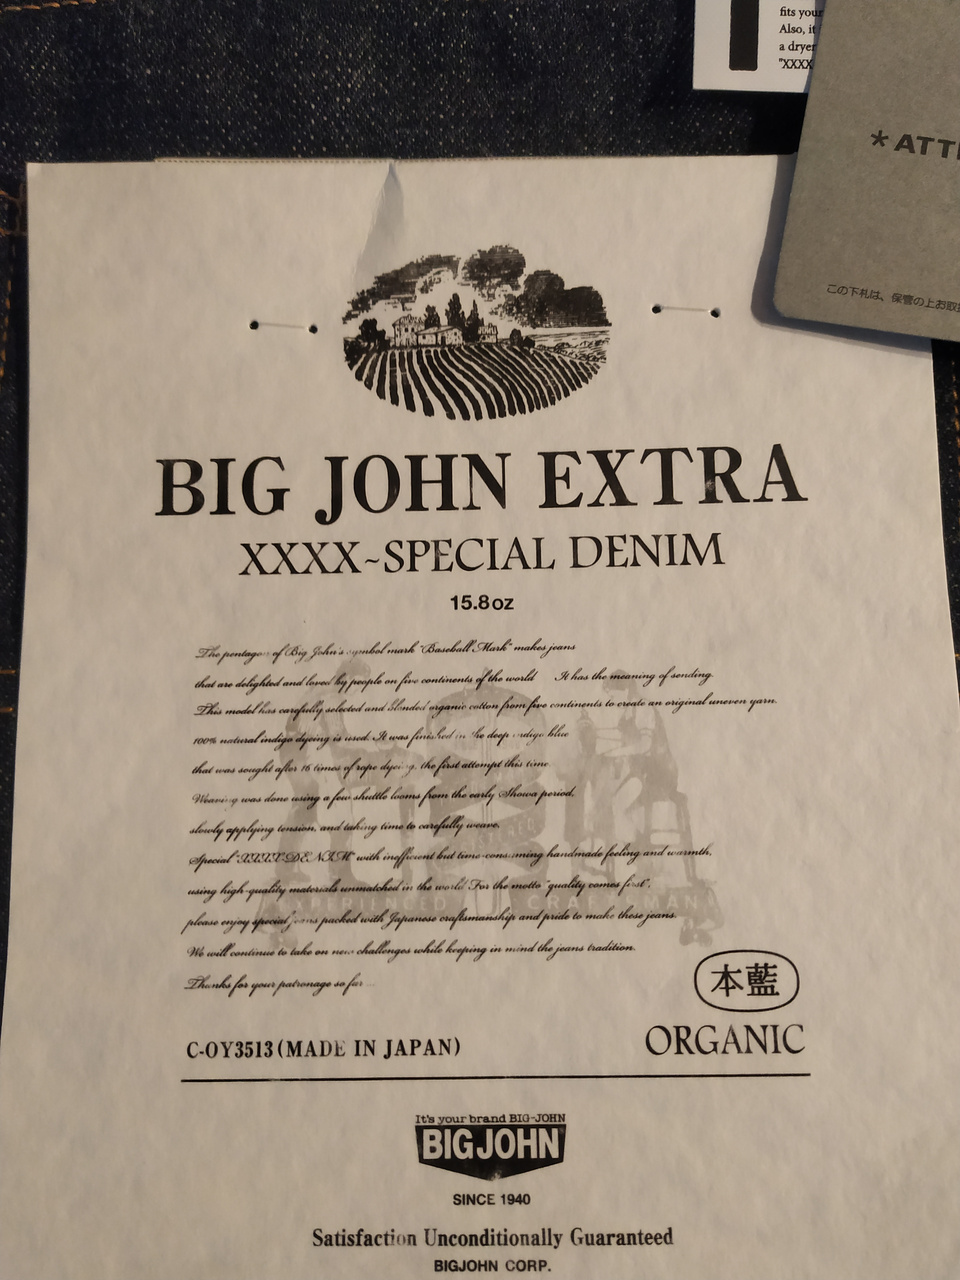 fits your
Also, it
a dryer
"XXXX
*ATT
この下札は、保管の上お取
BIG JOHN EXTRA
XXXX~SPECIAL DENIM
15.8oz
The pentagon of Big John's symbol mark "Baseball Mark" makes jeans
that are delighted and loved by people on five continents of the world It has the meaning of sending.
This model has carefully selected and blended organic cotton from five continents to create an original uneven yarn.
100% natural indigo dyeing is used. It was finished in the deep indigo blue
that was sought after 16 times of rope dyeing, the first attempt this time.
Weaving was done using a few shuttle looms from the early Showa period,
slowly applying tension, and taking time to carefully weave.
Special "XXXX-DENIM" with inefficient but time-consuming handmade feeling and warmth,
using high-quality materials unmatched in the world For the motto "quality comes first",
EXPERIENCED CRAFTSMAN
please enjoy special jeans packed with Japanese craftsmanship and pride to make these jeans.
We will continue to take on new challenges while keeping in mind the jeans tradition.
Thanks for your patronage so far
本藍
C-OY3513(MADE IN JAPAN)
ORGANIC
It's your brand BIG-JOHN
BIG JOHN
SINCE 1940
Satisfaction Unconditionally Guaranteed
BIGJOHN CORP.